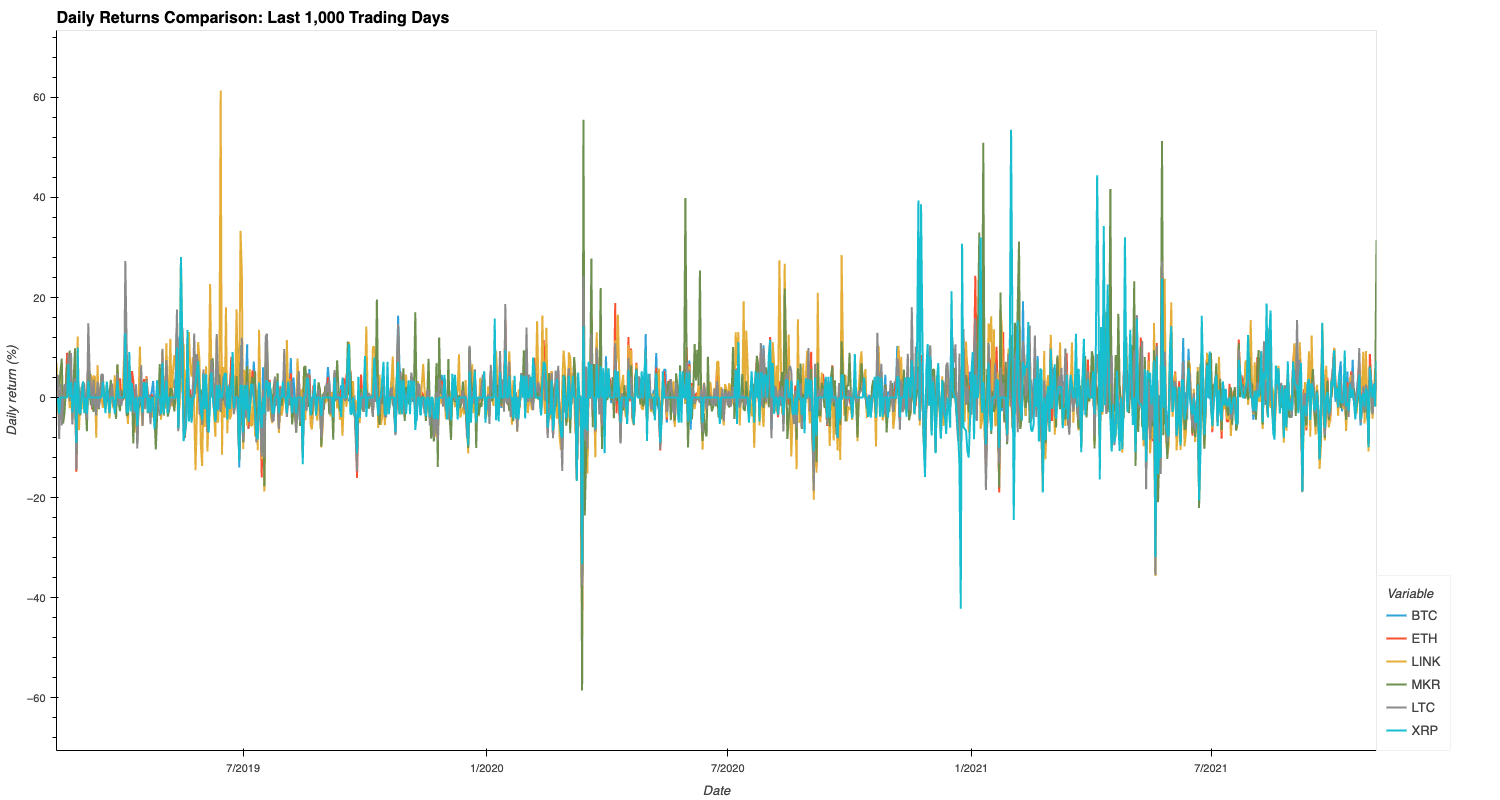 Daily Returns Comparison: Last 1,000 Trading Days
Daily return (%)
60
40
20
0
−20
−40
−60
7/2019
1/2020
7/2020
1/2021
7/2021
Date
Variable
BTC
ETH
LINK
MKR
LTC
XRP